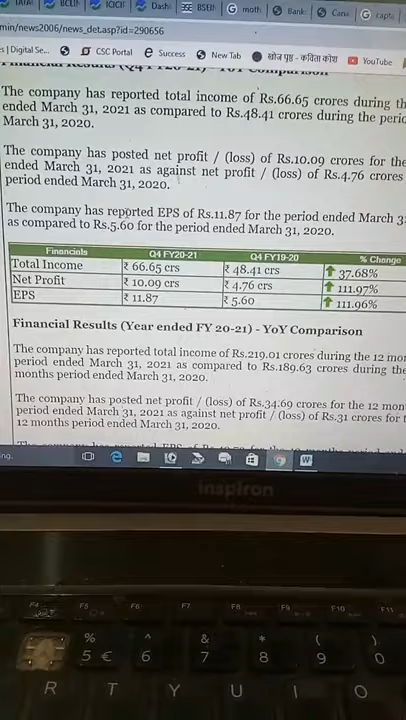 BSEI
G moth
Bank
Cana
min/news2006/news_det.asp?id=290656
s | Digital Se...
CSC Portal
Success
New Tab
खोज पृष्ठ - कविता कोश
YouTube
The company has reported total income of Rs.66.65 crores during th
ended March 31, 2021 as compared to Rs.48.41 crores during the perio
March 31, 2020.
The company has posted net profit / (loss) of Rs.10.09 crores for the
ended March 31, 2021 as against net profit / (loss) of Rs.4.76 crores
period ended March 31, 2020.
The company has reported EPS of Rs.11.87 for the period ended March 3
as compared to Rs.5.60 for the period ended March 31, 2020.
Financials Q4 FY20-21 Q4 FY19-20 % Change
Total Income ₹ 66.65 crs ₹ 48.41 crs 37.68%
Net Profit ₹ 10.09 crs ₹ 4.76 crs 111.97%
EPS ₹ 11.87 ₹ 5.60 111.96%
Financial Results (Year ended FY 20-21) - YoY Comparison
The company has reported total income of Rs.219.01 crores during the 12 mon
period ended March 31, 2021 as compared to Rs.189.63 crores during the
months period ended March 31, 2020.
The company has posted net profit / (loss) of Rs.34.69 crores for the 12 mon
period ended March 31, 2021 as against net profit / (loss) of Rs.31 crores for t
12 months period ended March 31, 2020.
ing.
inspiron
F4 F5 F6 F7 F8 F9 F10 F11
% ^ & * ( )
5 € 6 7 8 9 0
R T Y U I O